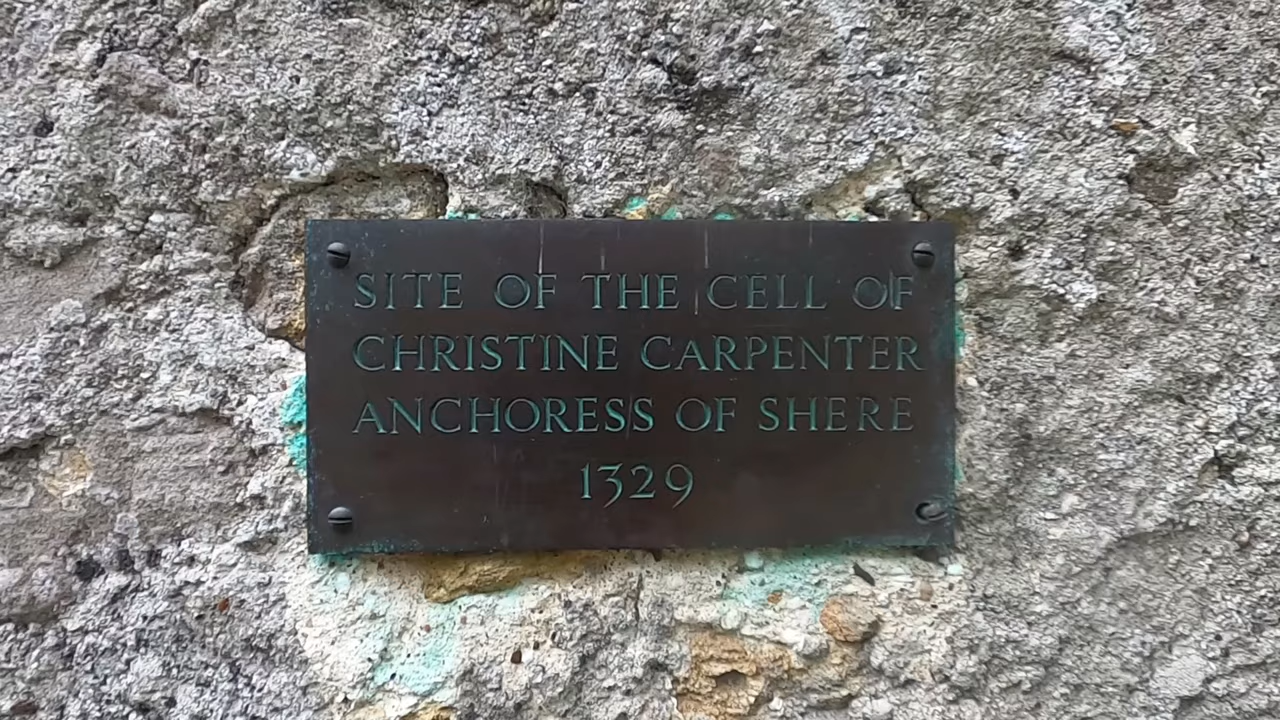 SITE OF THE CELL OF
CHRISTINE CARPENTER
ANCHORESS OF SHERE
1329